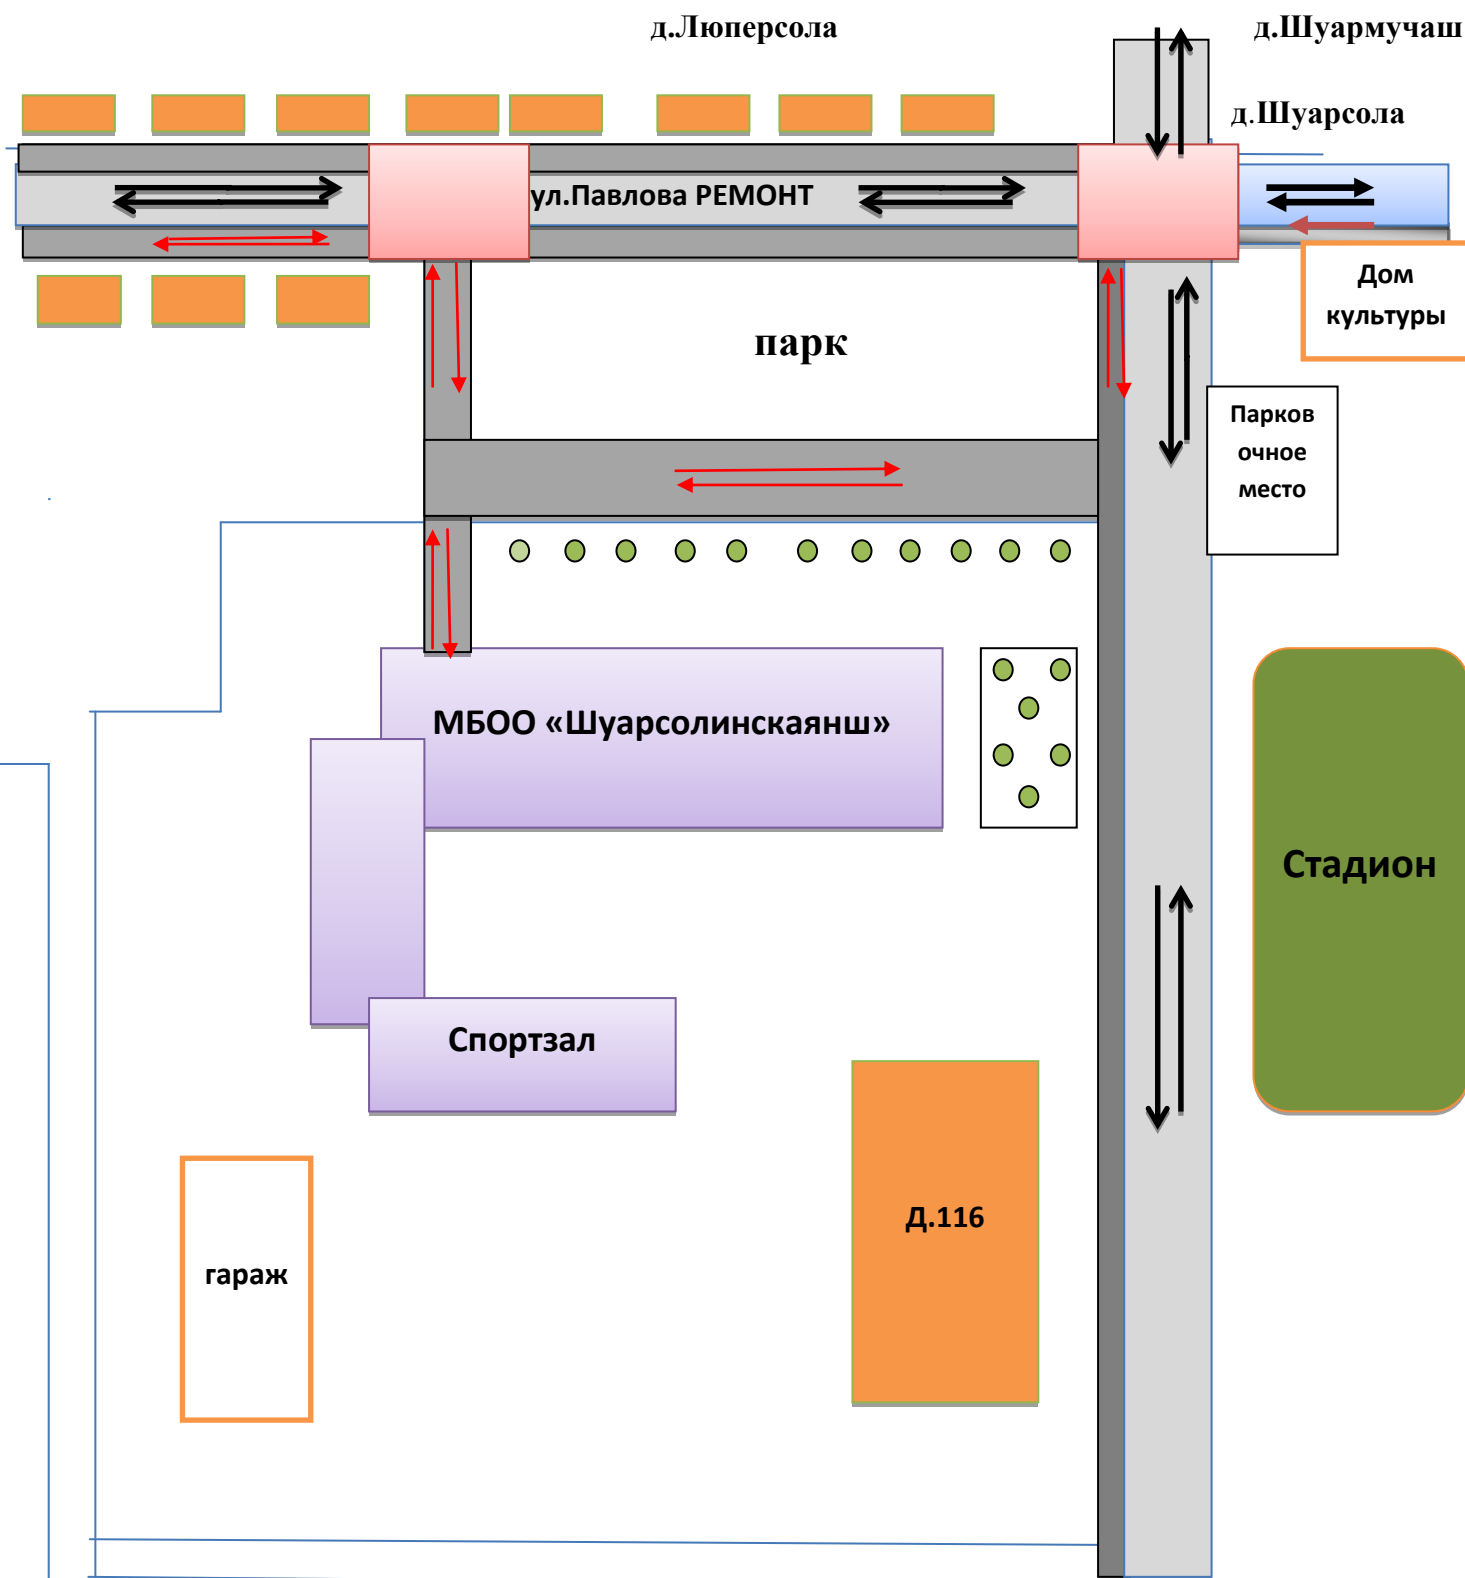 д.Люперсола
д.Шуармучаш
д.Шуарсола
ул.Павлова РЕМОНТ
Дом
культуры
парк
Парков
очное
место
МБОО «Шуарсолинскаянш»
Стадион
Спортзал
Д.116
гараж